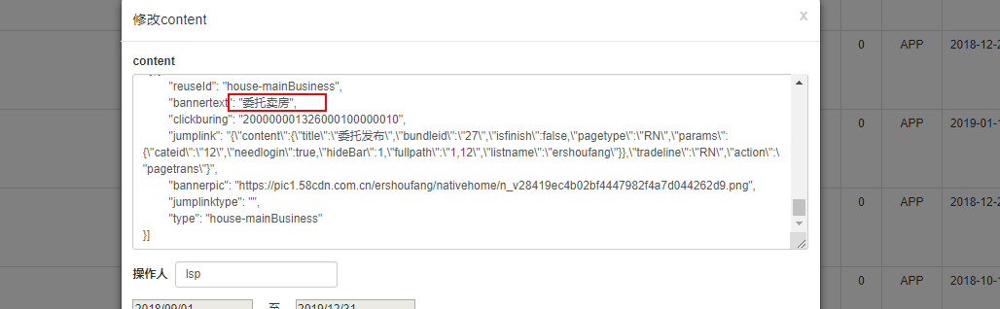 修改content
x
content
"reuseId": "house-mainBusiness",
"bannertext": "委托卖房",
"clickburing": "200000001326000100000010",
"jumplink": "{\"content\":{\"title\":\"委托发布\",\"bundleid\":\"27\",\"isfinish\":false,\"pagetype\":\"RN\",\"params\":
{\"cateid\":\"12\",\"needlogin\":true,\"hideBar\":1,\"fullpath\":\"1,12\",\"listname\":\"ershoufang\"}},\"tradeline\":\"RN\",\"action\":\"
pagetrans\"}",
"bannerpic": "https://pic1.58cdn.com.cn/ershoufang/nativehome/n_v28419ec4b02bf4447982f4a7d044262d9.png",
"jumplinktype": "",
"type": "house-mainBusiness"
}]
操作人 lsp
2018/09/01 至 2019/12/31
0 APP 2018-12-2
0 APP 2019-01-1
0 APP 2018-12-2
0 APP 2018-10-1